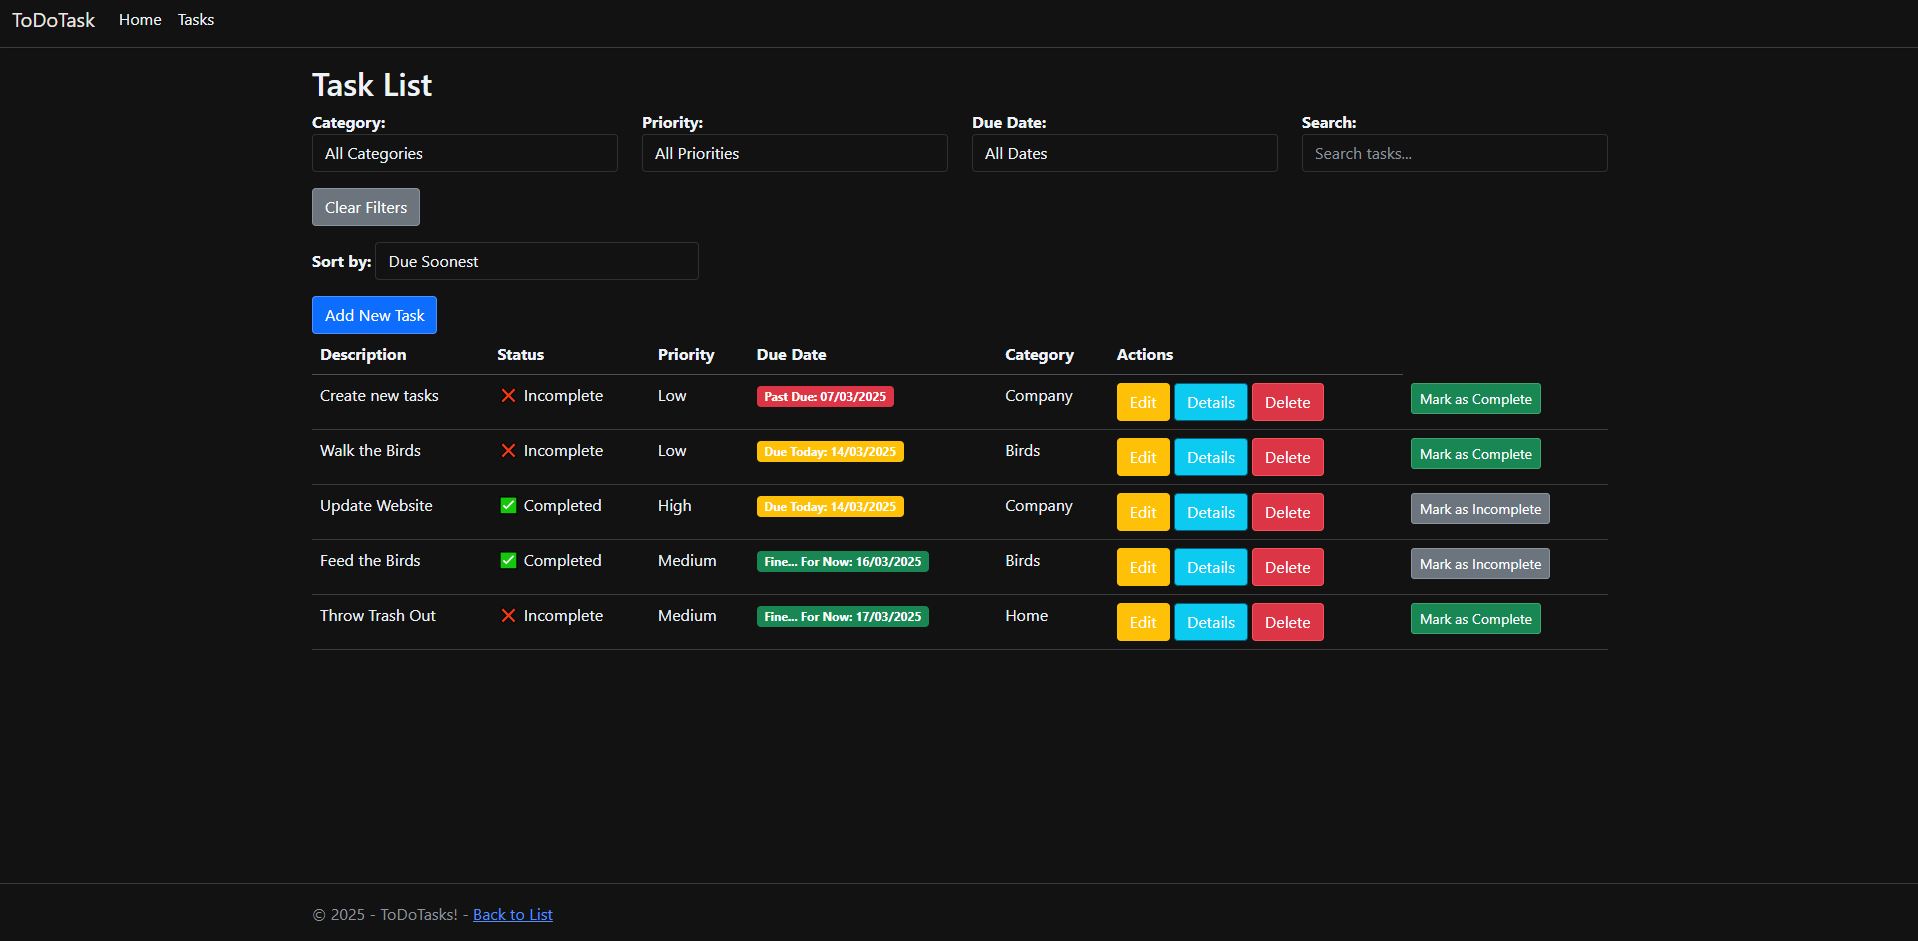 ToDoTask Home Tasks
Task List
Category: Priority: Due Date: Search:
All Categories All Priorities All Dates Search tasks...
Clear Filters
Sort by: Due Soonest
Add New Task
Description Status Priority Due Date Category Actions
Create new tasks ❌ Incomplete Low Past Due: 07/03/2025 Company Edit Details Delete Mark as Complete
Walk the Birds ❌ Incomplete Low Due Today: 14/03/2025 Birds Edit Details Delete Mark as Complete
Update Website ✅ Completed High Due Today: 14/03/2025 Company Edit Details Delete Mark as Incomplete
Feed the Birds ✅ Completed Medium Fine... For Now: 16/03/2025 Birds Edit Details Delete Mark as Incomplete
Throw Trash Out ❌ Incomplete Medium Fine... For Now: 17/03/2025 Home Edit Details Delete Mark as Complete
© 2025 - ToDoTasks! - Back to List